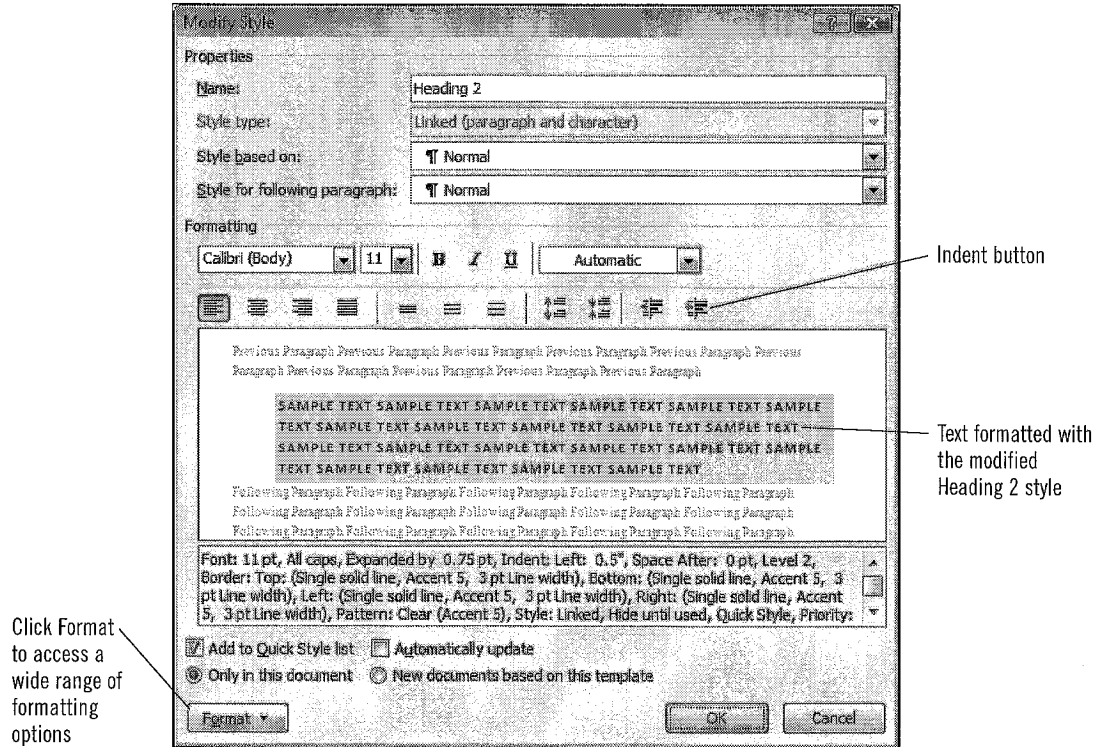 Modify Style
?
Properties
Name: Heading 2
Style type: Linked (paragraph and character)
Style based on: ¶ Normal
Style for following paragraph: ¶ Normal
Formatting
Calibri (Body) 11 B I U Automatic
Indent button
Previous Paragraph Previous Paragraph Previous Paragraph Previous Paragraph Previous Paragraph Previous
Paragraph Previous Paragraph Previous Paragraph Previous Paragraph Previous Paragraph
SAMPLE TEXT SAMPLE TEXT SAMPLE TEXT SAMPLE TEXT SAMPLE TEXT SAMPLE
TEXT SAMPLE TEXT SAMPLE TEXT SAMPLE TEXT SAMPLE TEXT SAMPLE TEXT
SAMPLE TEXT SAMPLE TEXT SAMPLE TEXT SAMPLE TEXT SAMPLE TEXT SAMPLE
TEXT SAMPLE TEXT SAMPLE TEXT SAMPLE TEXT SAMPLE TEXT
Text formatted with
the modified
Heading 2 style
Following Paragraph Following Paragraph Following Paragraph Following Paragraph Following Paragraph
Following Paragraph Following Paragraph Following Paragraph Following Paragraph Following Paragraph
Following Paragraph Following Paragraph Following Paragraph Following Paragraph Following Paragraph
Font: 11 pt, All caps, Expanded by 0.75 pt, Indent: Left: 0.5", Space After: 0 pt, Level 2,
Border: Top: (Single solid line, Accent 5, 3 pt Line width), Bottom: (Single solid line, Accent 5, 3
pt Line width), Left: (Single solid line, Accent 5, 3 pt Line width), Right: (Single solid line, Accent
5, 3 pt Line width), Pattern: Clear (Accent 5), Style: Linked, Hide until used, Quick Style, Priority:
Click Format
to access a
wide range of
formatting
options
Add to Quick Style list Automatically update
Only in this document New documents based on this template
Format OK Cancel